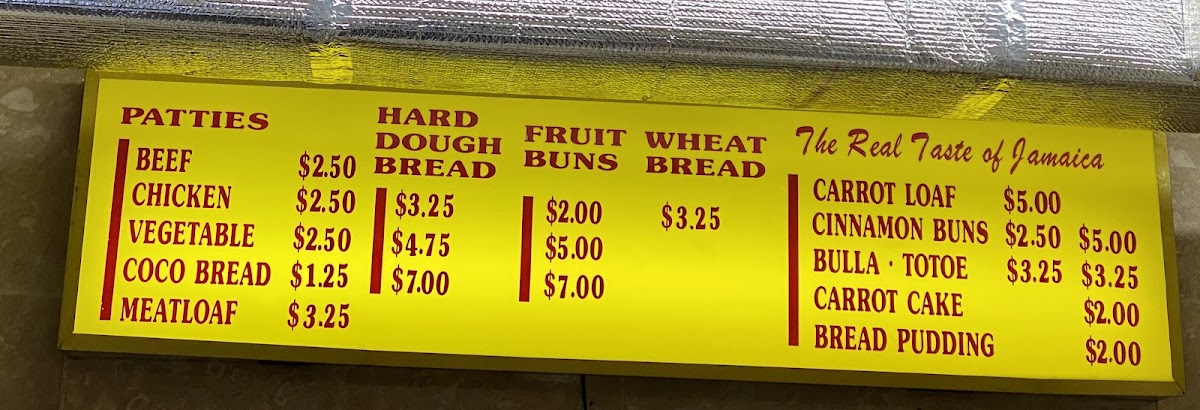 PATTIES
BEEF $2.50
CHICKEN $2.50
VEGETABLE $2.50
COCO BREAD $1.25
MEATLOAF $3.25
HARD
DOUGH
BREAD
$3.25
$4.75
$7.00
FRUIT
BUNS
$2.00
$5.00
$7.00
WHEAT
BREAD
$3.25
The Real Taste of Jamaica
CARROT LOAF $5.00
CINNAMON BUNS $2.50 $5.00
BULLA · TOTOE $3.25 $3.25
CARROT CAKE $2.00
BREAD PUDDING $2.00